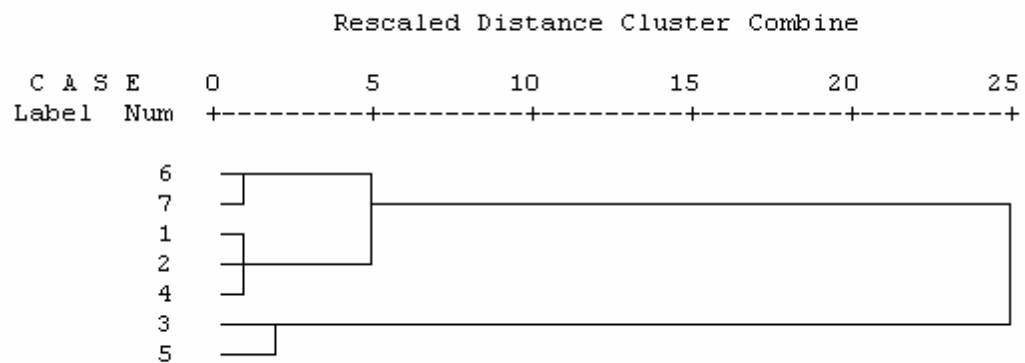 Rescaled Distance Cluster Combine
C A S E 0 5 10 15 20 25
Label Num +---------+---------+---------+---------+---------+
6
7
1
2
4
3
5